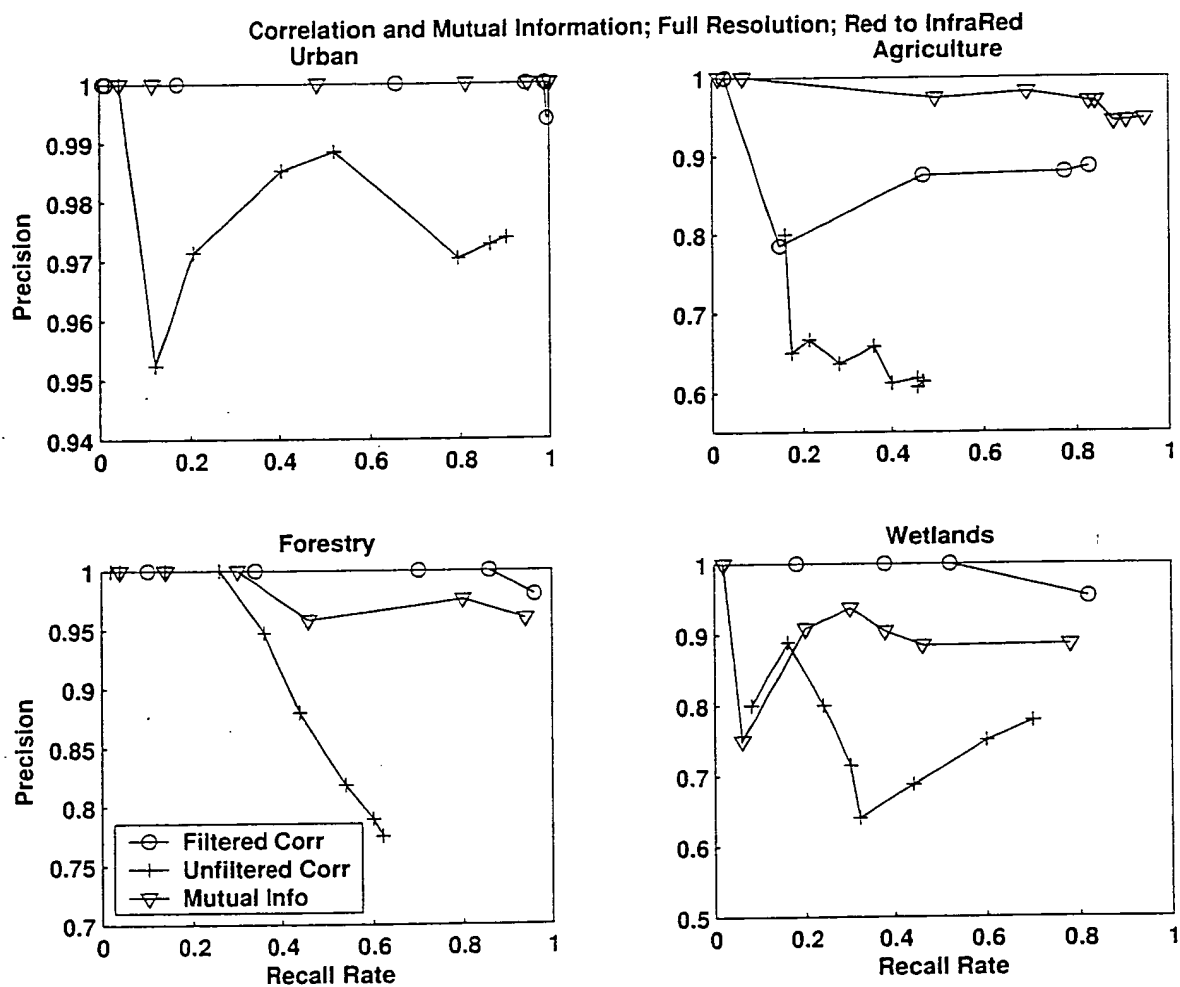 Correlation and Mutual Information; Full Resolution; Red to InfraRed
Urban
Agriculture
1
0.99
0.98
0.97
0.96
0.95
0.94
Precision
0 0.2 0.4 0.6 0.8 1
1
0.9
0.8
0.7
0.6
0 0.2 0.4 0.6 0.8 1
Forestry
Wetlands
1
0.95
0.9
0.85
0.8
0.75
0.7
Precision
Filtered Corr
Unfiltered Corr
Mutual Info
0 0.2 0.4 0.6 0.8 1
Recall Rate
1
0.9
0.8
0.7
0.6
0.5
0 0.2 0.4 0.6 0.8 1
Recall Rate